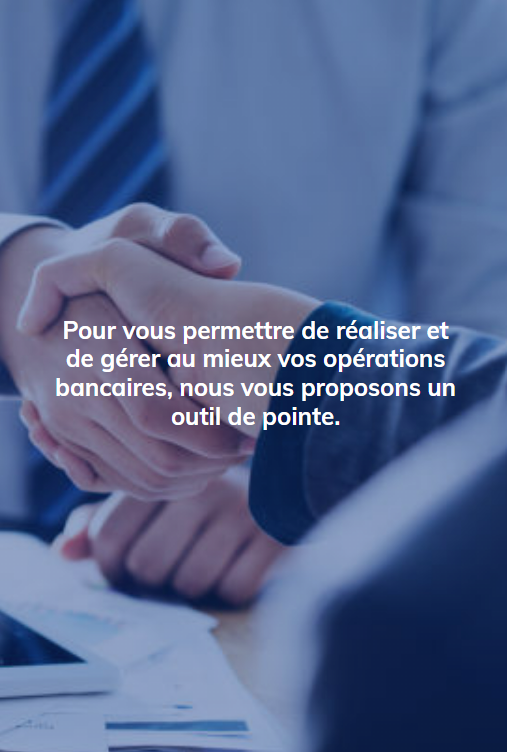 Pour vous permettre de réaliser et
de gérer au mieux vos opérations
bancaires, nous vous proposons un
outil de pointe.